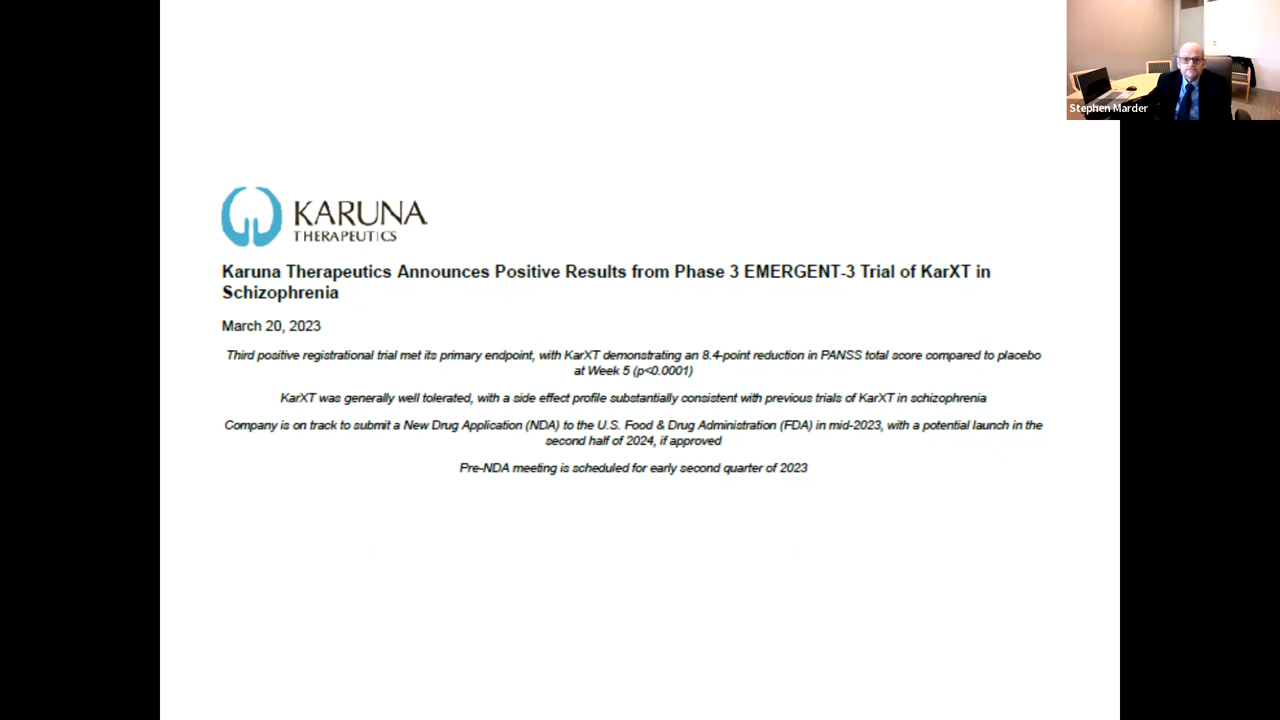 Stephen Marder
KARUNA
THERAPEUTICS
Karuna Therapeutics Announces Positive Results from Phase 3 EMERGENT-3 Trial of KarXT in
Schizophrenia
March 20, 2023
Third positive registrational trial met its primary endpoint, with KarXT demonstrating an 8.4-point reduction in PANSS total score compared to placebo
at Week 5 (p<0.0001)
KarXT was generally well tolerated, with a side effect profile substantially consistent with previous trials of KarXT in schizophrenia
Company is on track to submit a New Drug Application (NDA) to the U.S. Food & Drug Administration (FDA) in mid-2023, with a potential launch in the
second half of 2024, if approved
Pre-NDA meeting is scheduled for early second quarter of 2023